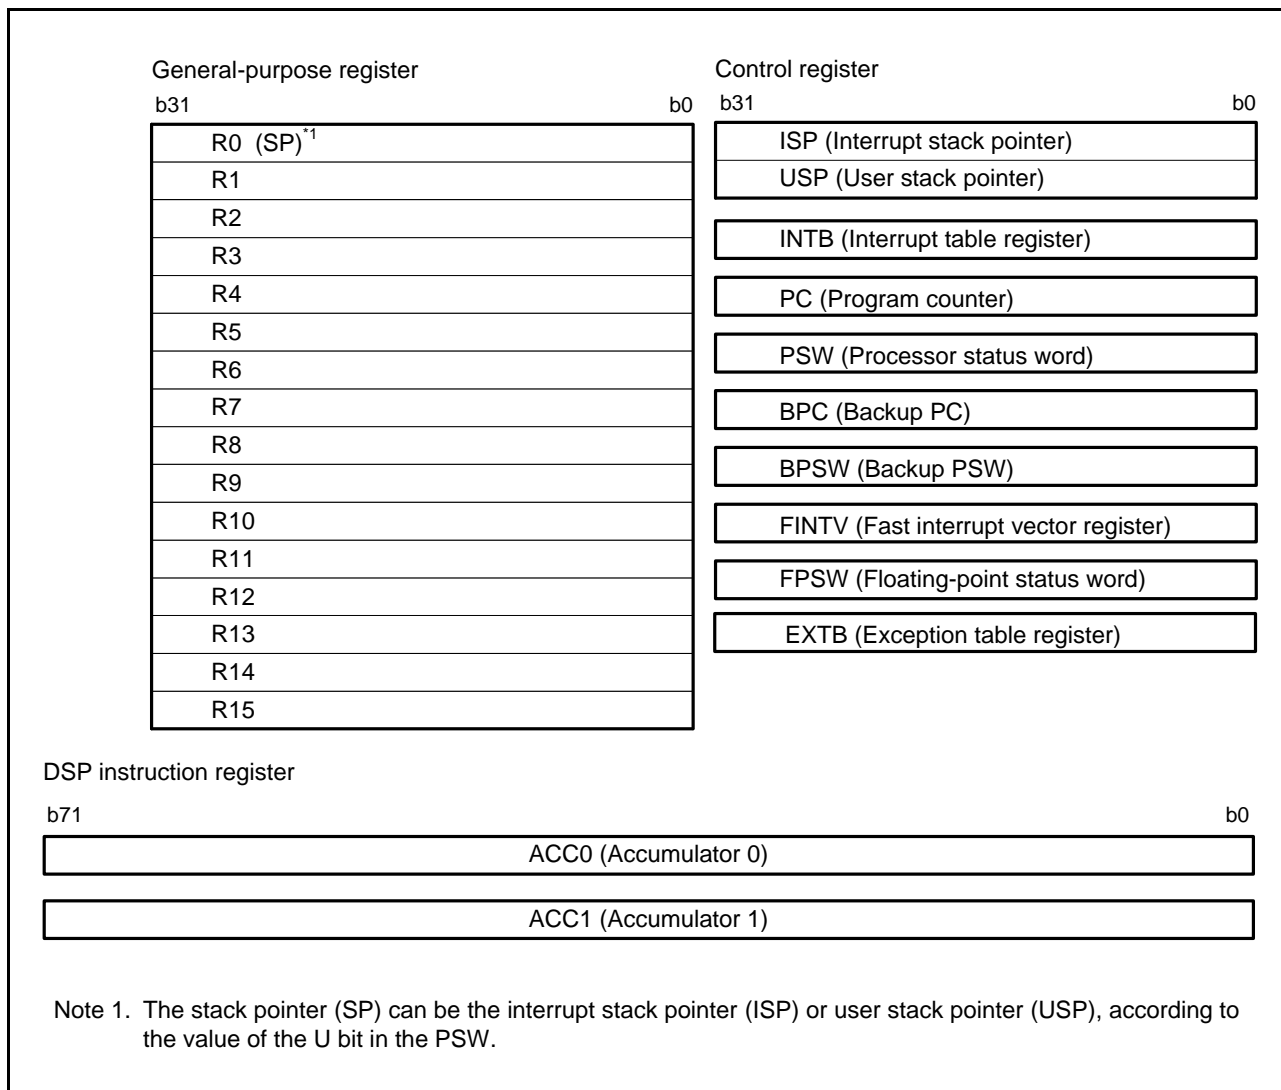 General-purpose register
b31 b0
R0 (SP)*1
R1
R2
R3
R4
R5
R6
R7
R8
R9
R10
R11
R12
R13
R14
R15
Control register
b31 b0
ISP (Interrupt stack pointer)
USP (User stack pointer)
INTB (Interrupt table register)
PC (Program counter)
PSW (Processor status word)
BPC (Backup PC)
BPSW (Backup PSW)
FINTV (Fast interrupt vector register)
FPSW (Floating-point status word)
EXTB (Exception table register)
DSP instruction register
b71 b0
ACC0 (Accumulator 0)
ACC1 (Accumulator 1)
Note 1. The stack pointer (SP) can be the interrupt stack pointer (ISP) or user stack pointer (USP), according to
the value of the U bit in the PSW.